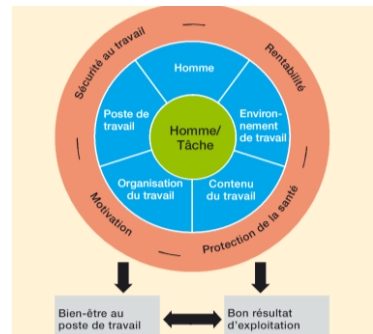 Sécurité au travail
Rentabilité
Homme
Poste de
travail
Environ-
nement
de travail
Homme/
Tâche
Organisation
du travail
Contenu
du travail
Motivation
Protection de la santé
Bien-être au
poste de travail
Bon résultat
d'exploitation